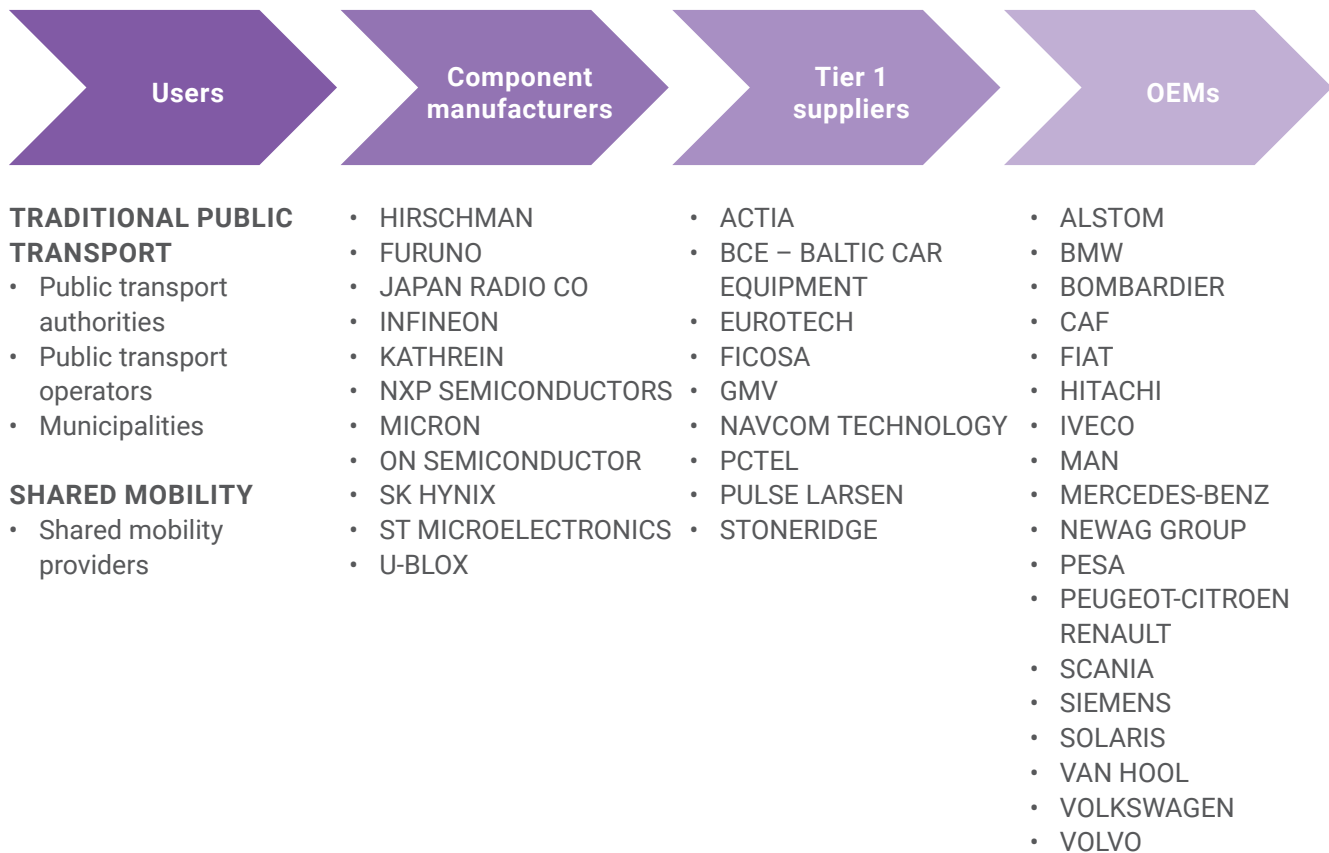 Users
Component
manufacturers
Tier 1
suppliers
OEMs
TRADITIONAL PUBLIC
TRANSPORT
• Public transport
authorities
• Public transport
operators
• Municipalities
SHARED MOBILITY
• Shared mobility
providers
• HIRSCHMAN
• FURUNO
• JAPAN RADIO CO
• INFINEON
• KATHREIN
• NXP SEMICONDUCTORS
• MICRON
• ON SEMICONDUCTOR
• SK HYNIX
• ST MICROELECTRONICS
• U-BLOX
• ACTIA
• BCE – BALTIC CAR
EQUIPMENT
• EUROTECH
• FICOSA
• GMV
• NAVCOM TECHNOLOGY
• PCTEL
• PULSE LARSEN
• STONERIDGE
• ALSTOM
• BMW
• BOMBARDIER
• CAF
• FIAT
• HITACHI
• IVECO
• MAN
• MERCEDES-BENZ
• NEWAG GROUP
• PESA
• PEUGEOT-CITROEN
RENAULT
• SCANIA
• SIEMENS
• SOLARIS
• VAN HOOL
• VOLKSWAGEN
• VOLVO